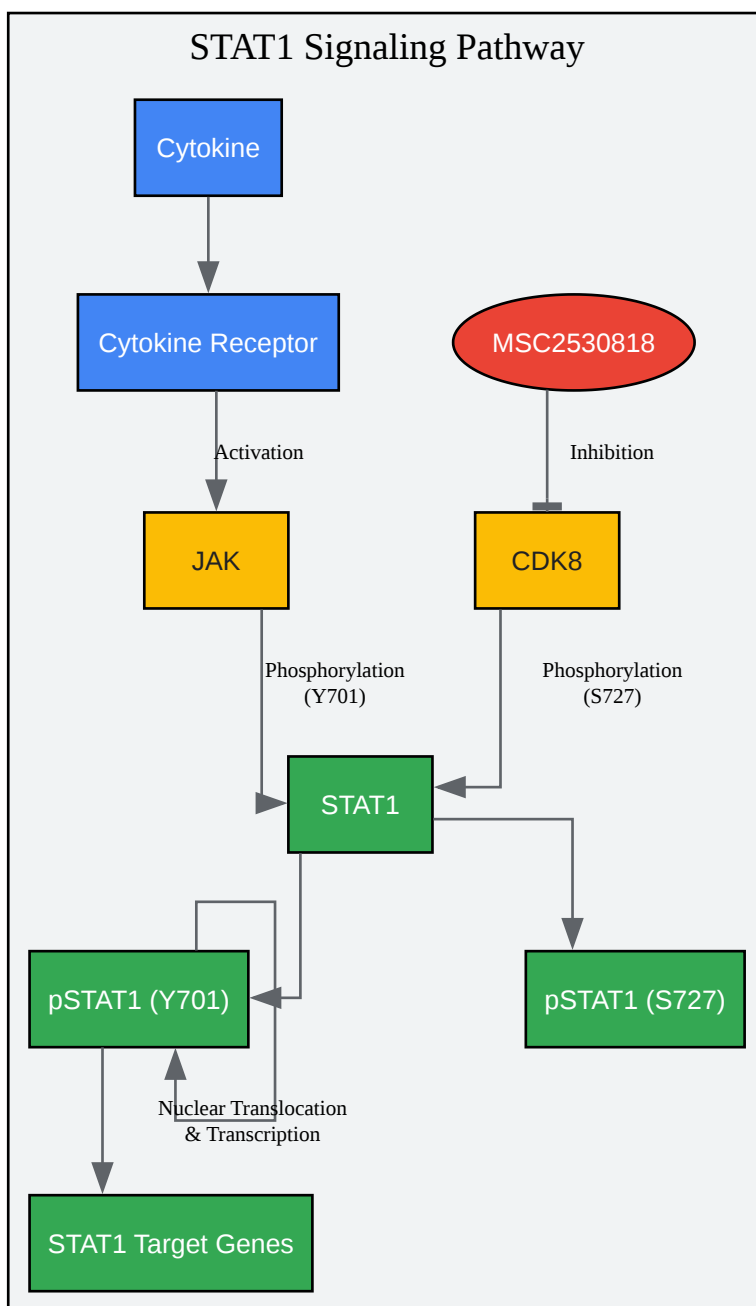 STAT1 Signaling Pathway
Cytokine
Cytokine Receptor
MSC2530818
Activation
Inhibition
JAK
CDK8
Phosphorylation
(Y701)
Phosphorylation
(S727)
STAT1
pSTAT1 (Y701)
pSTAT1 (S727)
Nuclear Translocation
& Transcription
STAT1 Target Genes